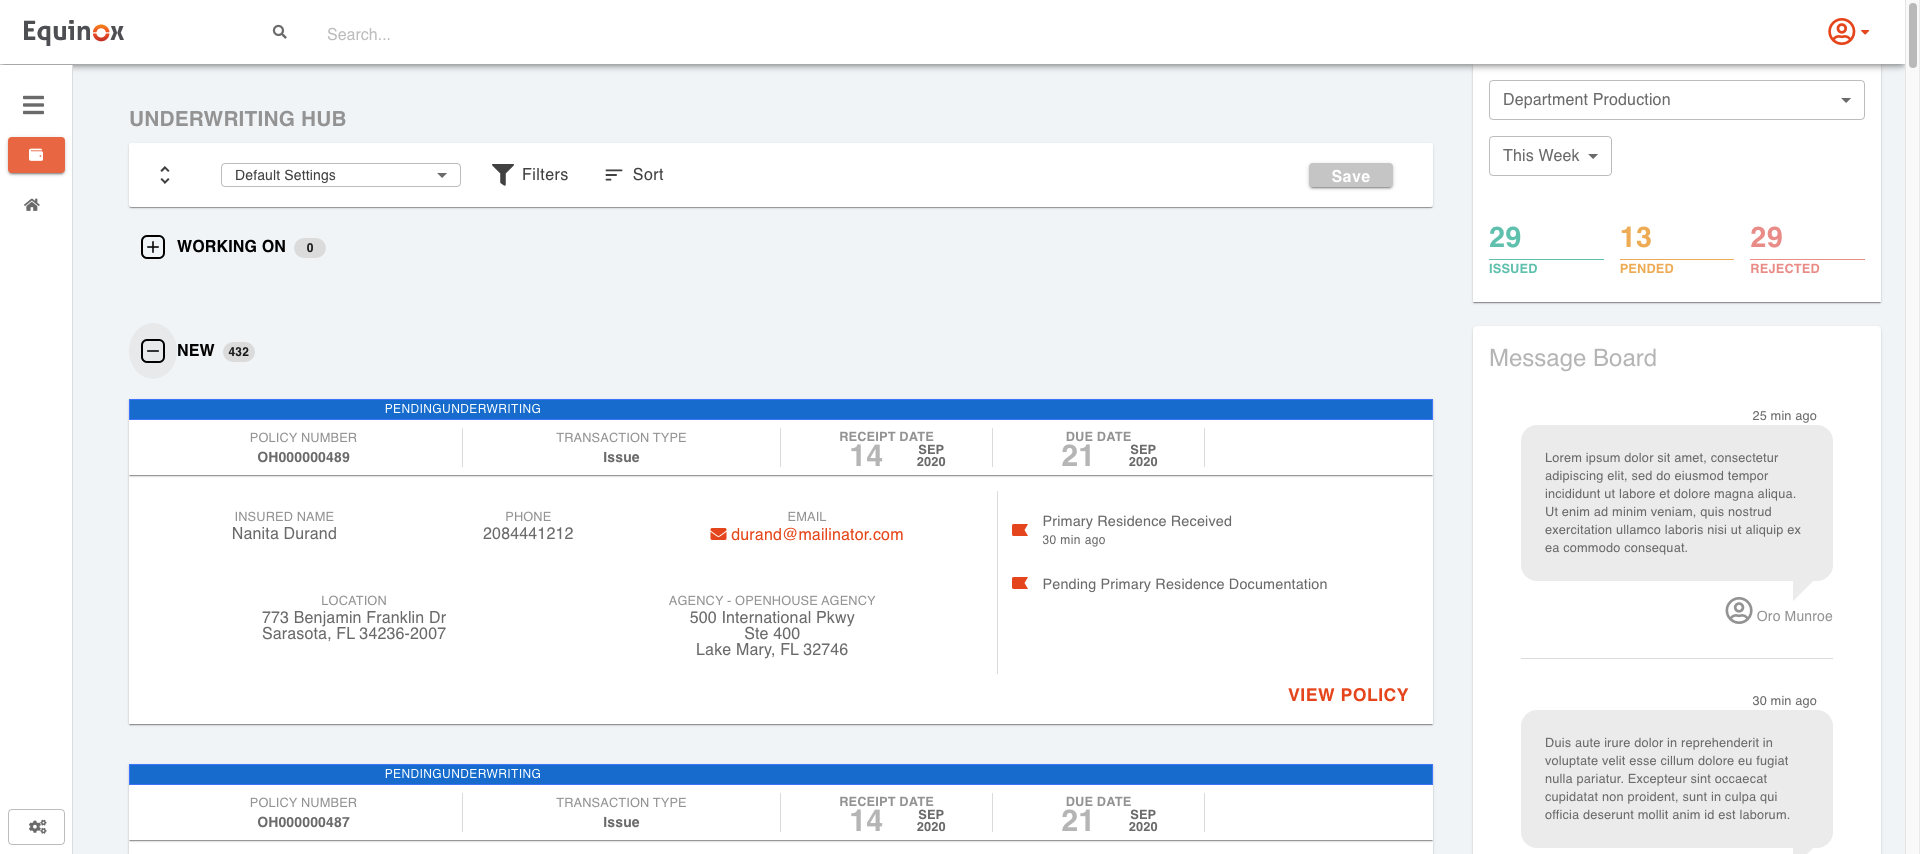 Equinox
Search...
UNDERWRITING HUB
Default Settings
Filters
Sort
Save
WORKING ON 0
NEW 432
PENDINGUNDERWRITING
POLICY NUMBER
OH000000489
TRANSACTION TYPE
Issue
RECEIPT DATE
14 SEP
2020
DUE DATE
21 SEP
2020
INSURED NAME
Nanita Durand
PHONE
2084441212
EMAIL
durand@mailinator.com
LOCATION
773 Benjamin Franklin Dr
Sarasota, FL 34236-2007
AGENCY - OPENHOUSE AGENCY
500 International Pkwy
Ste 400
Lake Mary, FL 32746
Primary Residence Received
30 min ago
Pending Primary Residence Documentation
VIEW POLICY
PENDINGUNDERWRITING
POLICY NUMBER
OH000000487
TRANSACTION TYPE
Issue
RECEIPT DATE
14 SEP
2020
DUE DATE
21 SEP
2020
Department Production
This Week
29
ISSUED
13
PENDED
29
REJECTED
Message Board
25 min ago
Lorem ipsum dolor sit amet, consectetur
adipiscing elit, sed do eiusmod tempor
incididunt ut labore et dolore magna aliqua.
Ut enim ad minim veniam, quis nostrud
exercitation ullamco laboris nisi ut aliquip ex
ea commodo consequat.
Oro Munroe
30 min ago
Duis aute irure dolor in reprehenderit in
voluptate velit esse cillum dolore eu fugiat
nulla pariatur. Excepteur sint occaecat
cupidatat non proident, sunt in culpa qui
officia deserunt mollit anim id est laborum.